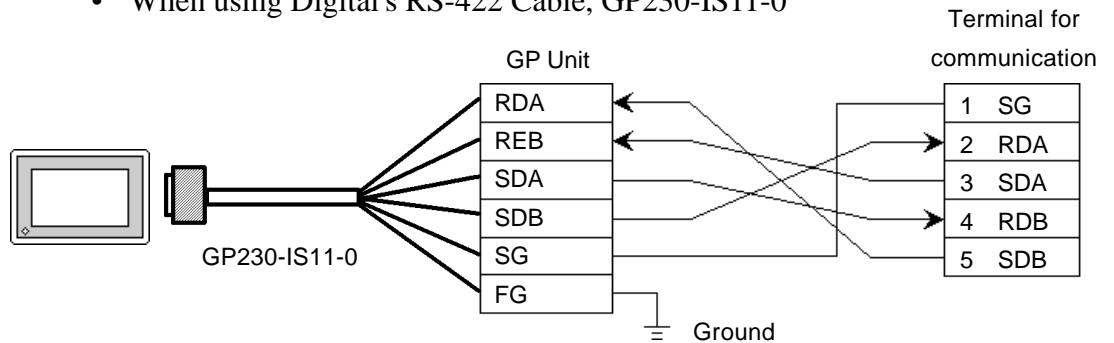 • When using Digital's RS-422 Cable, GP230-IS11-0
Terminal for
communication
GP Unit
RDA
REB
SDA
SDB
SG
FG
GP230-IS11-0
Ground
1 SG
2 RDA
3 SDA
4 RDB
5 SDB